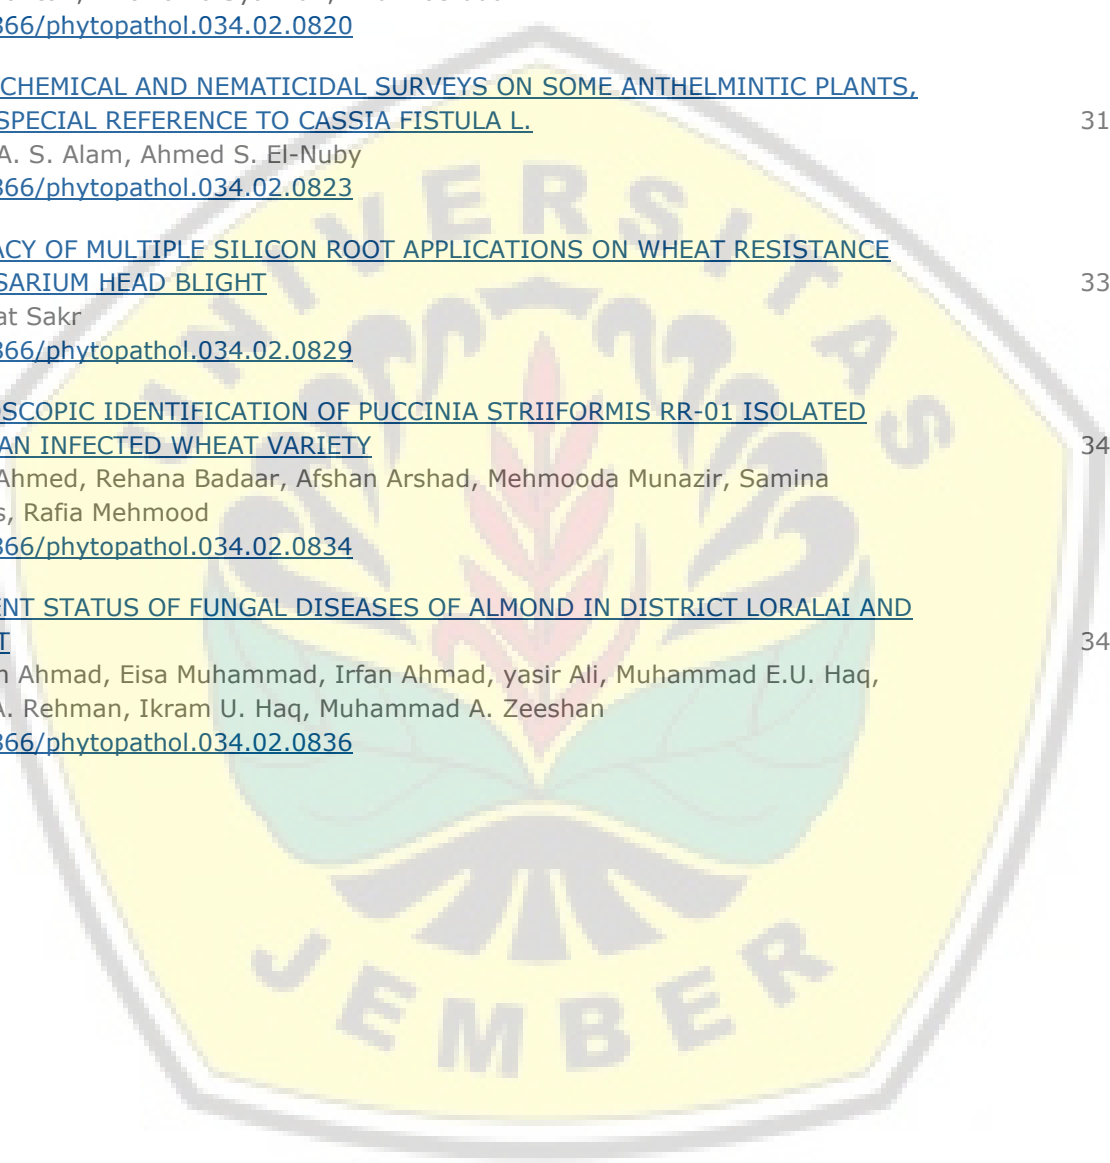 366/phytopathol.034.02.0820
CHEMICAL AND NEMATICIDAL SURVEYS ON SOME ANTHELMINTIC PLANTS,
SPECIAL REFERENCE TO CASSIA FISTULA L. 31
A. S. Alam, Ahmed S. El-Nuby
366/phytopathol.034.02.0823
ACY OF MULTIPLE SILICON ROOT APPLICATIONS ON WHEAT RESISTANCE
SARIUM HEAD BLIGHT 33
at Sakr
366/phytopathol.034.02.0829
OSCOPIC IDENTIFICATION OF PUCCINIA STRIIFORMIS RR-01 ISOLATED
AN INFECTED WHEAT VARIETY 34
Ahmed, Rehana Badaar, Afshan Arshad, Mehmooda Munazir, Samina
s, Rafia Mehmood
366/phytopathol.034.02.0834
ENT STATUS OF FUNGAL DISEASES OF ALMOND IN DISTRICT LORALAI AND
T 34
n Ahmad, Eisa Muhammad, Irfan Ahmad, yasir Ali, Muhammad E.U. Haq,
A. Rehman, Ikram U. Haq, Muhammad A. Zeeshan
366/phytopathol.034.02.0836
UNIVERSITAS
JEMBER